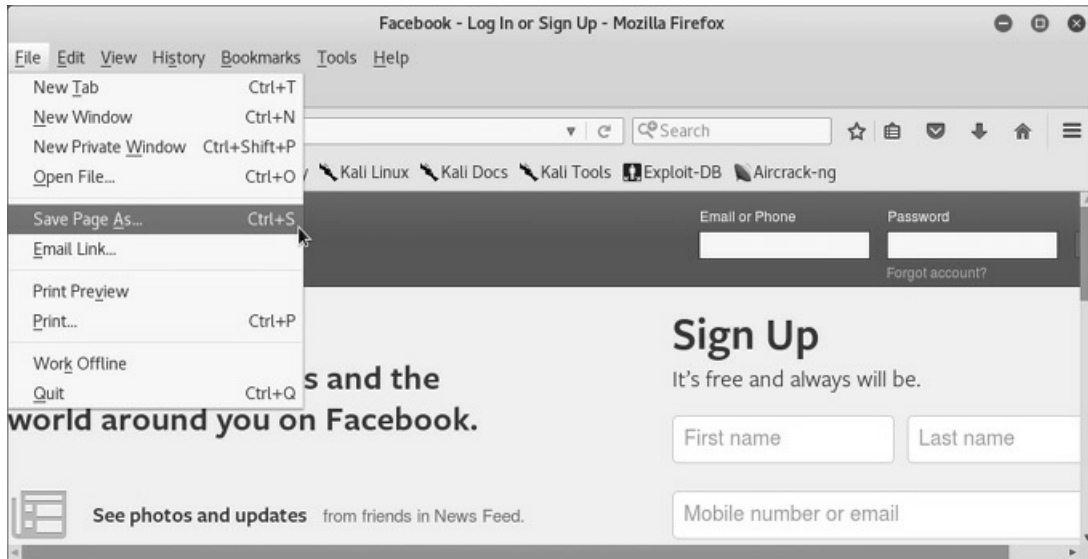 Facebook - Log In or Sign Up - Mozilla Firefox
File Edit View History Bookmarks Tools Help
New Tab Ctrl+T
New Window Ctrl+N
New Private Window Ctrl+Shift+P
Open File... Ctrl+O
Save Page As... Ctrl+S
Email Link...
Print Preview
Print... Ctrl+P
Work Offline
Quit Ctrl+Q
Search
Kali Linux Kali Docs Kali Tools Exploit-DB Aircrack-ng
Email or Phone Password
Forgot account?
s and the
world around you on Facebook.
See photos and updates from friends in News Feed.
Sign Up
It's free and always will be.
First name Last name
Mobile number or email